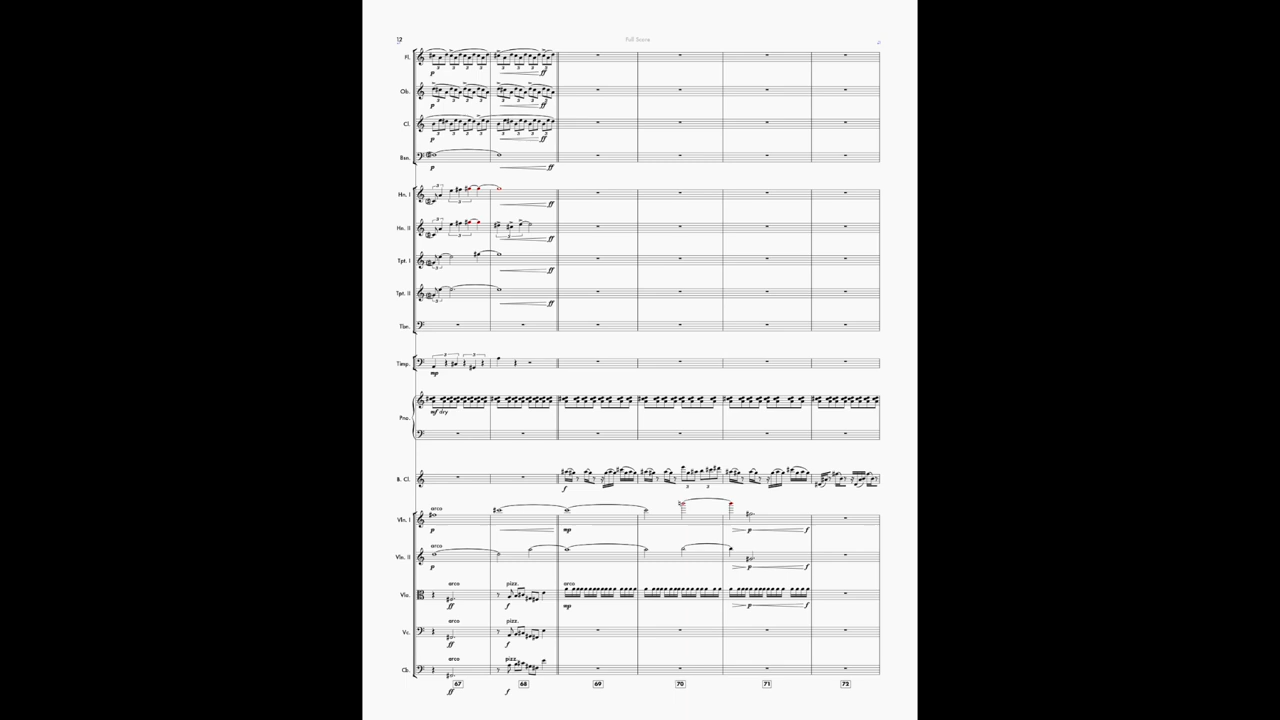 12
Full Score
Fl.
p ff
Ob.
p ff
Cl.
p ff
Bsn.
p ff
Hn. I
ff
Hn. II
ff
Tpt. I
ff
Tpt. II
ff
Tbn.
Timp.
mp
Pno.
mf dry
B. Cl.
f
arco
Vln. I
p mp p f
arco
Vln. II
p p f
arco pizz. arco
Vla.
ff f mp p f
arco pizz.
Vc.
ff f
arco pizz.
Cb.
67 68 69 70 71 72
ff f